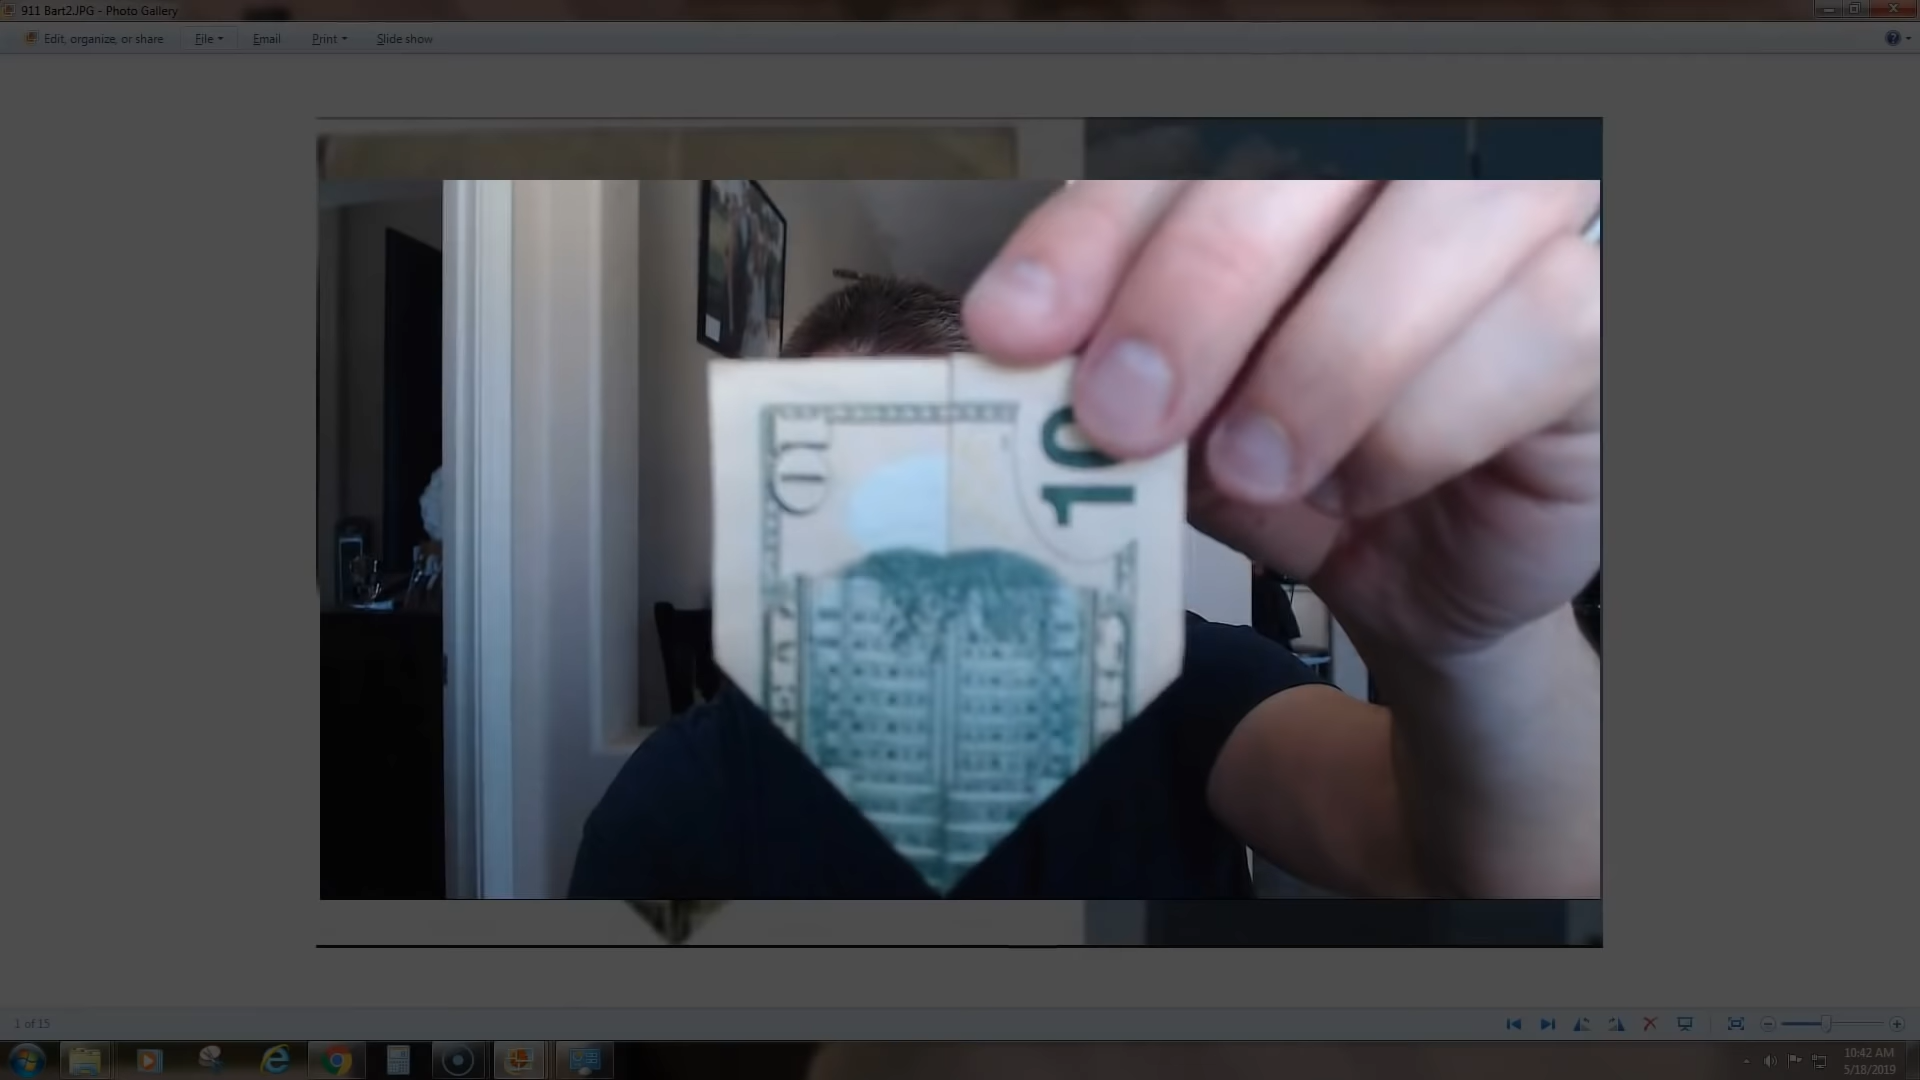 911 Bart2.JPG - Photo Gallery
Edit, organize, or share File Email Print Slide show
10
10
1 of 15
10:42 AM
5/18/2019